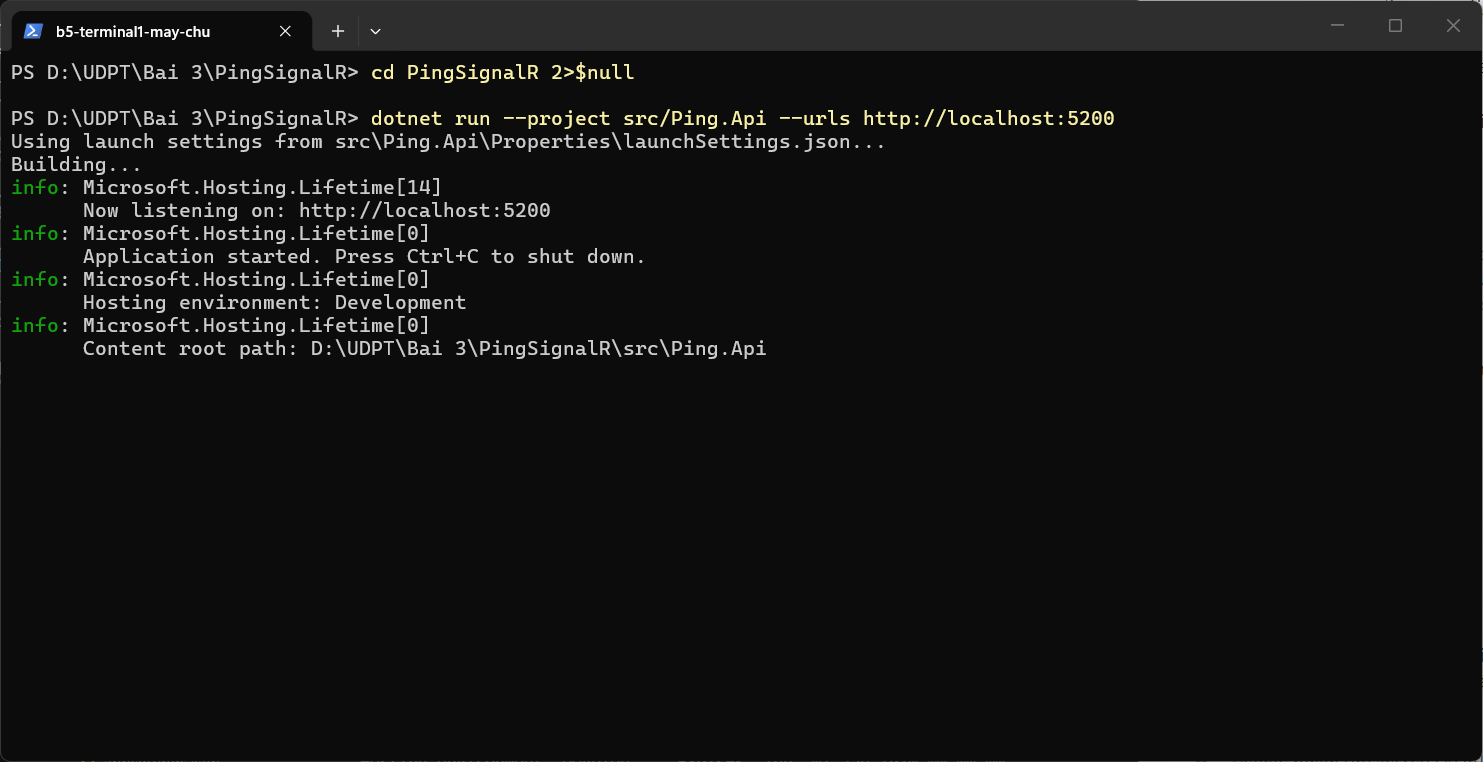 b5-terminal1-may-chu
PS D:\UDPT\Bai 3\PingSignalR> cd PingSignalR 2>$null
PS D:\UDPT\Bai 3\PingSignalR> dotnet run --project src/Ping.Api --urls http://localhost:5200
Using launch settings from src\Ping.Api\Properties\launchSettings.json...
Building...
info: Microsoft.Hosting.Lifetime[14]
      Now listening on: http://localhost:5200
info: Microsoft.Hosting.Lifetime[0]
      Application started. Press Ctrl+C to shut down.
info: Microsoft.Hosting.Lifetime[0]
      Hosting environment: Development
info: Microsoft.Hosting.Lifetime[0]
      Content root path: D:\UDPT\Bai 3\PingSignalR\src\Ping.Api